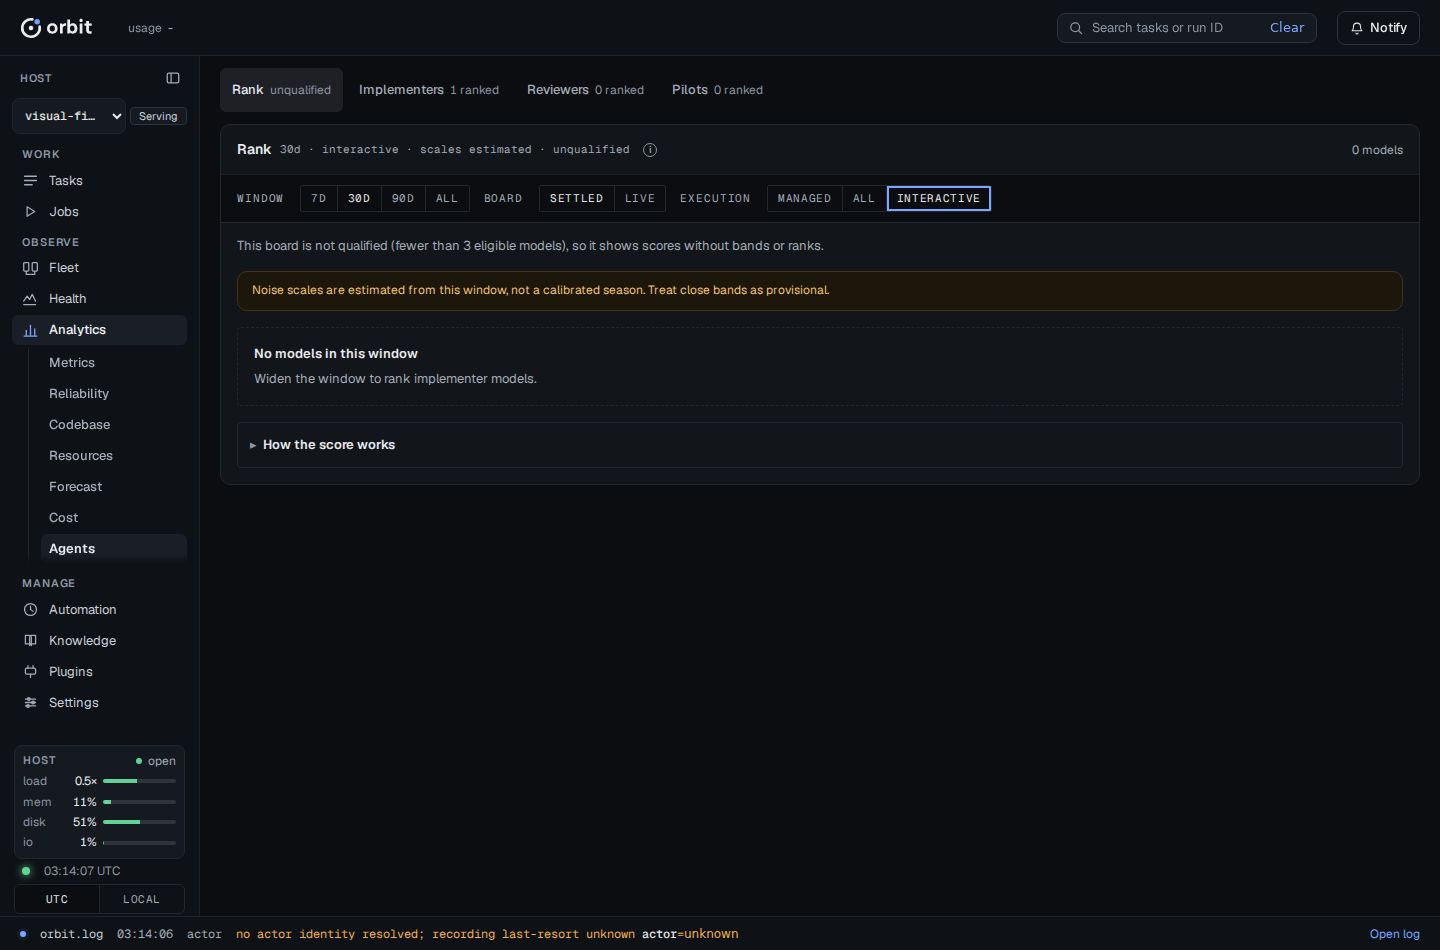 orbit
usage -
Search tasks or run ID
Clear
Notify
HOST
visual-fi…
Serving
WORK
Tasks
Jobs
OBSERVE
Fleet
Health
Analytics
Metrics
Reliability
Codebase
Resources
Forecast
Cost
Agents
MANAGE
Automation
Knowledge
Plugins
Settings
HOST open
load 0.5×
mem 11%
disk 51%
io 1%
03:14:07 UTC
UTC LOCAL
Rank unqualified Implementers 1 ranked Reviewers 0 ranked Pilots 0 ranked
Rank 30d · interactive · scales estimated · unqualified 0 models
WINDOW 7D 30D 90D ALL BOARD SETTLED LIVE EXECUTION MANAGED ALL INTERACTIVE
This board is not qualified (fewer than 3 eligible models), so it shows scores without bands or ranks.
Noise scales are estimated from this window, not a calibrated season. Treat close bands as provisional.
No models in this window
Widen the window to rank implementer models.
▸ How the score works
orbit.log 03:14:06 actor no actor identity resolved; recording last-resort unknown actor=unknown Open log